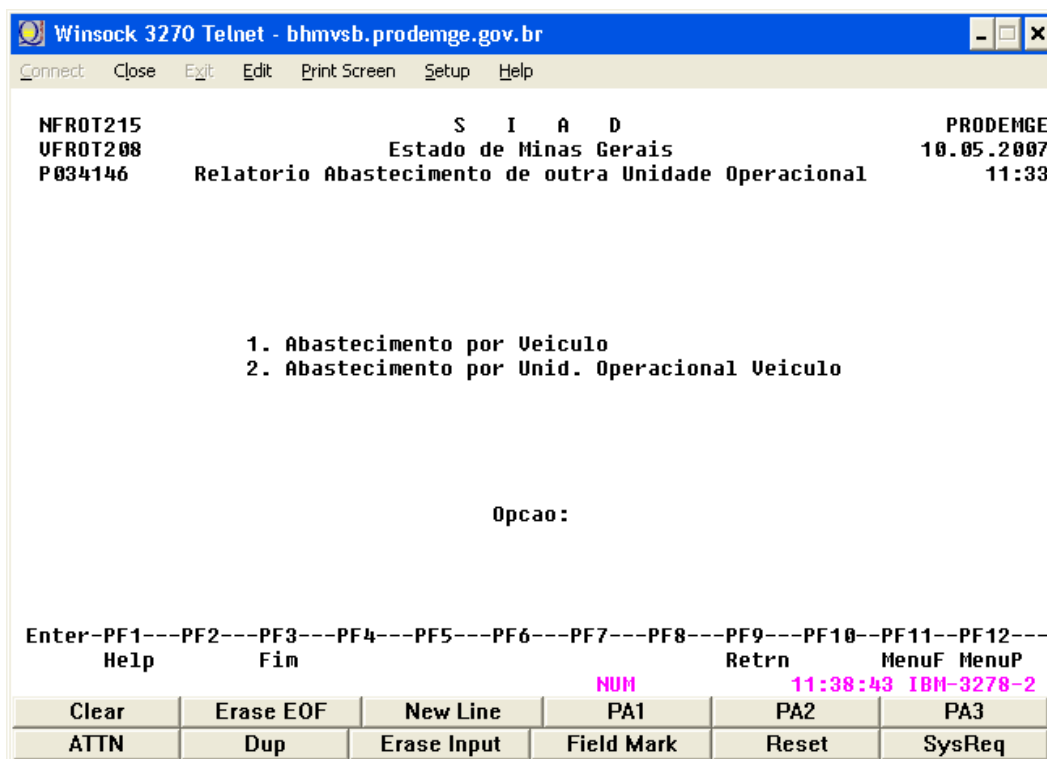 Winsock 3270 Telnet - bhmvsb.prodemge.gov.br
Connect Close Exit Edit Print Screen Setup Help
NFROT215 S I A D PRODEMGE
VFROT208 Estado de Minas Gerais 10.05.2007
P034146 Relatorio Abastecimento de outra Unidade Operacional 11:33
1. Abastecimento por Veiculo
2. Abastecimento por Unid. Operacional Veiculo
Opcao:
Enter-PF1---PF2---PF3---PF4---PF5---PF6---PF7---PF8---PF9---PF10--PF11--PF12---
Help Fim Retrn MenuF MenuP
NUM 11:38:43 IBM-3278-2
Clear Erase EOF New Line PA1 PA2 PA3
ATTN Dup Erase Input Field Mark Reset SysReq